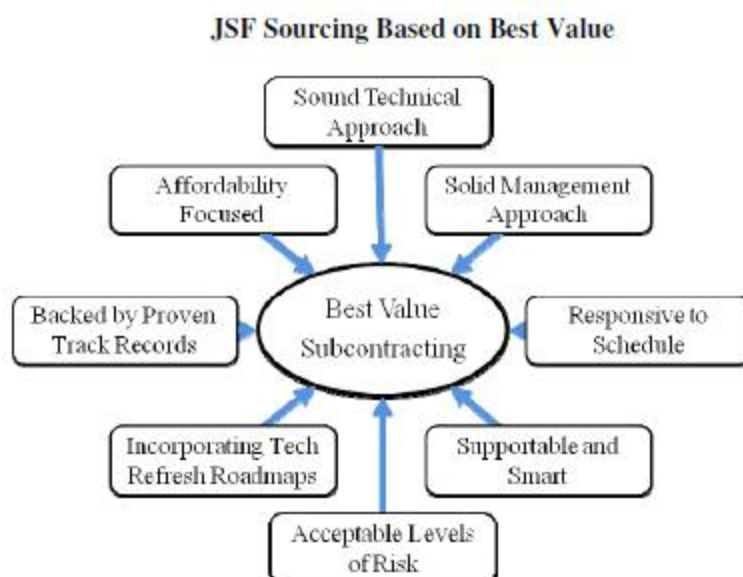 JSF Sourcing Based on Best Value
Sound Technical
Approach
Affordability
Focused
Solid Management
Approach
Backed by Proven
Track Records
Best Value
Subcontracting
Responsive to
Schedule
Incorporating Tech
Refresh Roadmaps
Supportable and
Smart
Acceptable Levels
of Risk